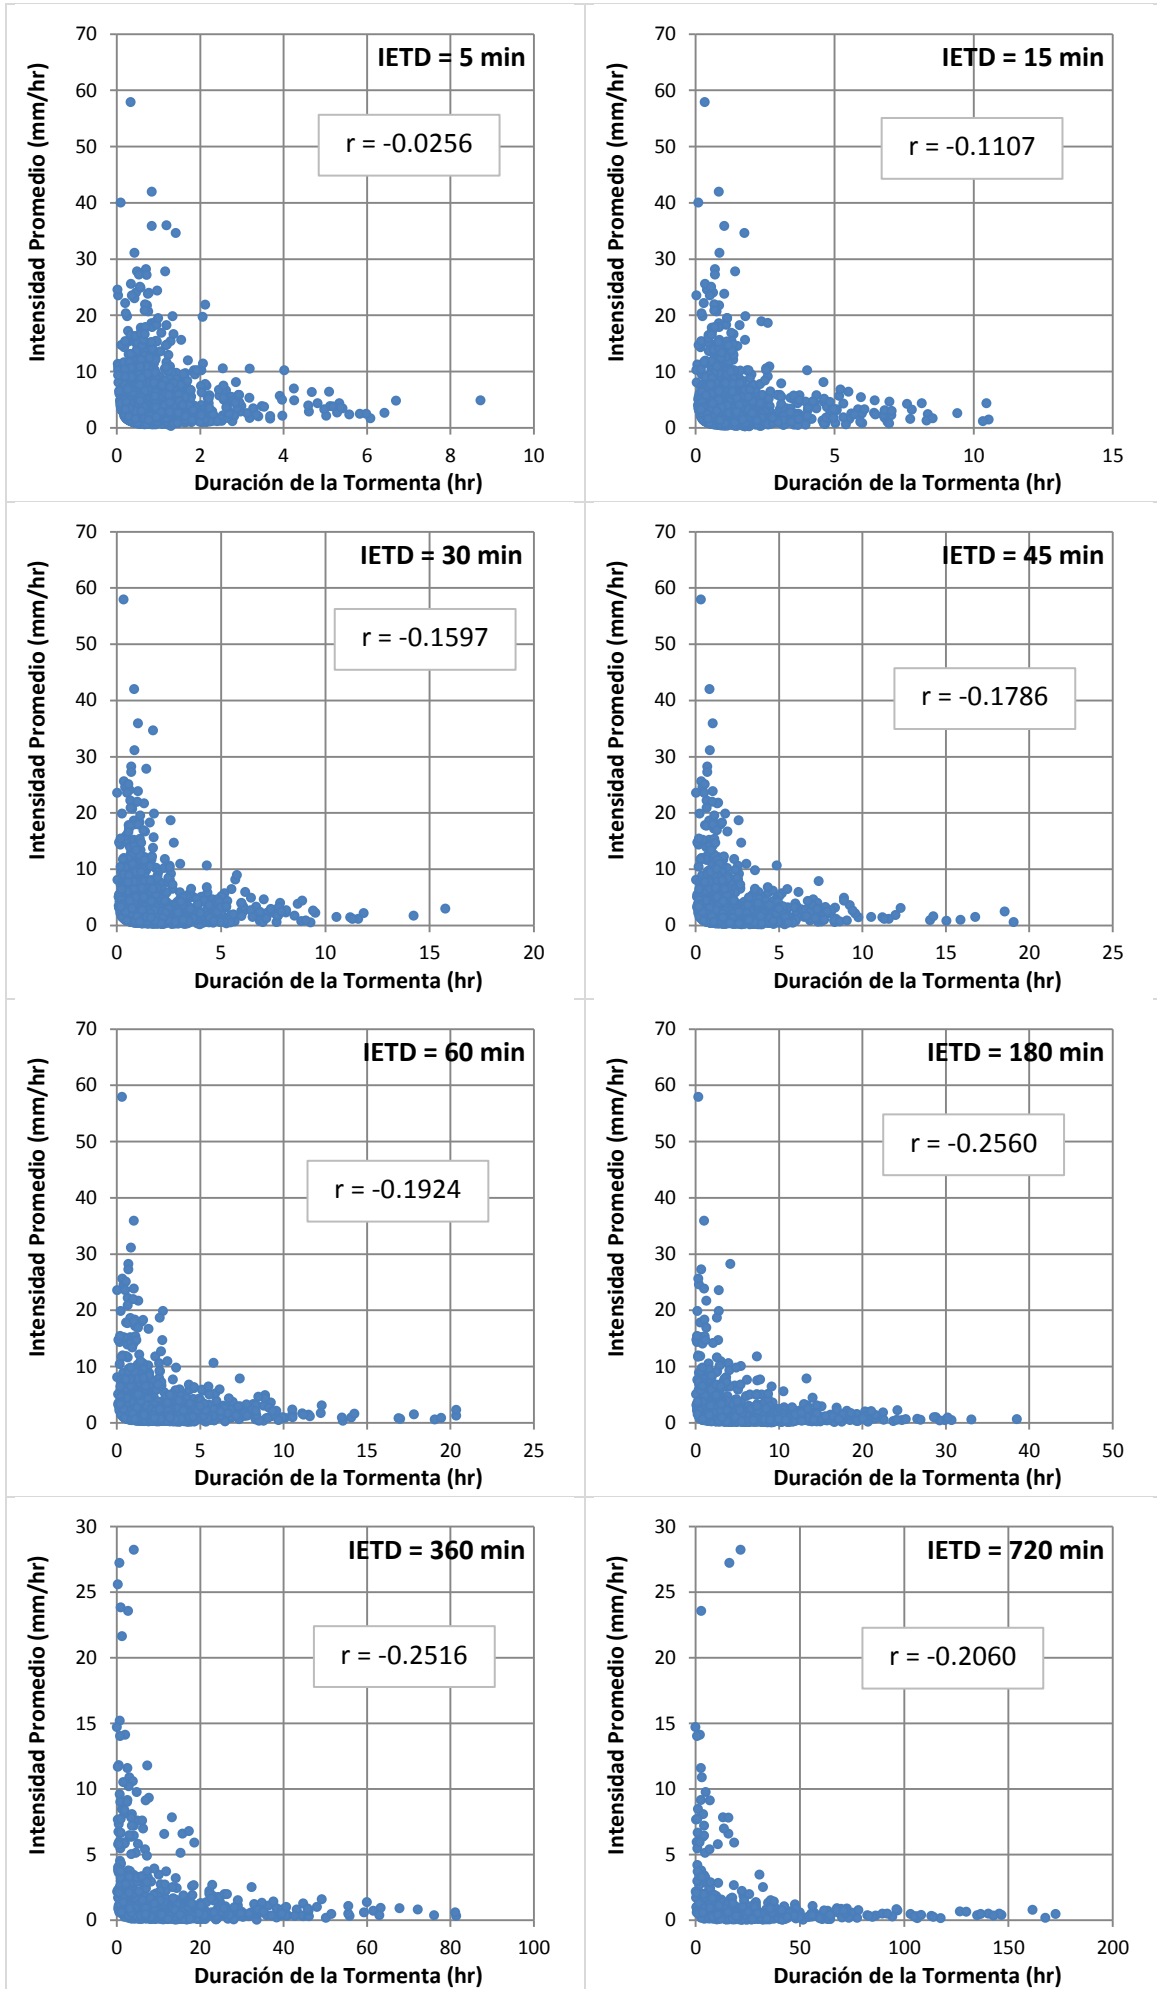 IETD = 5 min
r = -0.0256
Intensidad Promedio (mm/hr)
70
60
50
40
30
20
10
0
0 2 4 6 8 10
Duración de la Tormenta (hr)
IETD = 15 min
r = -0.1107
Intensidad Promedio (mm/hr)
70
60
50
40
30
20
10
0
0 5 10 15
Duración de la Tormenta (hr)
IETD = 30 min
r = -0.1597
Intensidad Promedio (mm/hr)
70
60
50
40
30
20
10
0
0 5 10 15 20
Duración de la Tormenta (hr)
IETD = 45 min
r = -0.1786
Intensidad Promedio (mm/hr)
70
60
50
40
30
20
10
0
0 5 10 15 20 25
Duración de la Tormenta (hr)
IETD = 60 min
r = -0.1924
Intensidad Promedio (mm/hr)
70
60
50
40
30
20
10
0
0 5 10 15 20 25
Duración de la Tormenta (hr)
IETD = 180 min
r = -0.2560
Intensidad Promedio (mm/hr)
70
60
50
40
30
20
10
0
0 10 20 30 40 50
Duración de la Tormenta (hr)
IETD = 360 min
r = -0.2516
Intensidad Promedio (mm/hr)
30
25
20
15
10
5
0
0 20 40 60 80 100
Duración de la Tormenta (hr)
IETD = 720 min
r = -0.2060
Intensidad Promedio (mm/hr)
30
25
20
15
10
5
0
0 50 100 150 200
Duración de la Tormenta (hr)